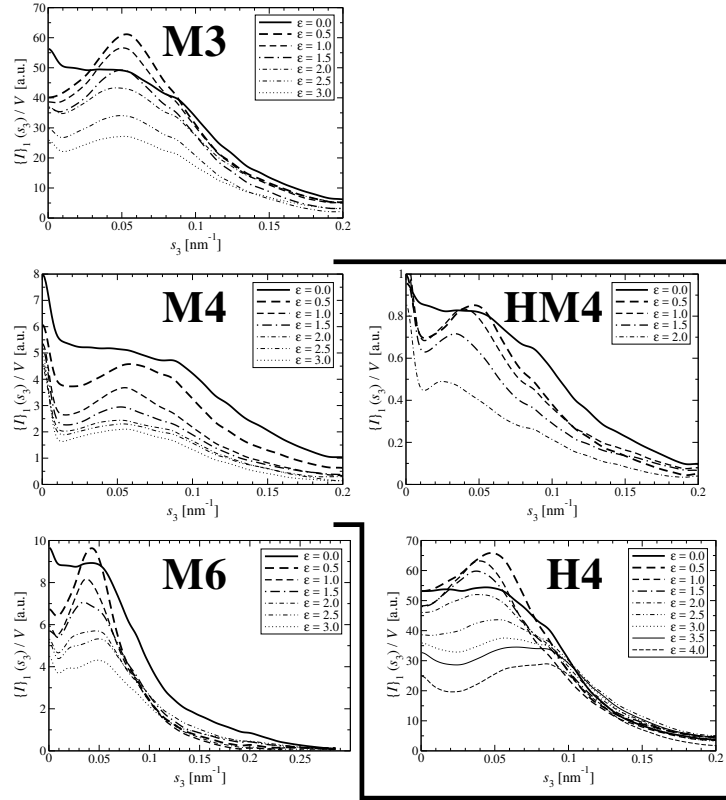 M3
{I}₁ (s₃) / V [a.u.]
70
60
50
40
30
20
10
0
ε = 0.0
ε = 0.5
ε = 1.0
ε = 1.5
ε = 2.0
ε = 2.5
ε = 3.0
0 0.05 0.1 0.15 0.2
s₃ [nm⁻¹]
M4
{I}₁ (s₃) / V [a.u.]
8
7
6
5
4
3
2
1
0
ε = 0.0
ε = 0.5
ε = 1.0
ε = 1.5
ε = 2.0
ε = 2.5
ε = 3.0
0 0.05 0.1 0.15 0.2
s₃ [nm⁻¹]
HM4
{I}₁ (s₃) / V [a.u.]
1
0.8
0.6
0.4
0.2
0
ε = 0.0
ε = 0.5
ε = 1.0
ε = 1.5
ε = 2.0
0 0.05 0.1 0.15 0.2
s₃ [nm⁻¹]
M6
{I}₁ (s₃) / V [a.u.]
10
8
6
4
2
0
ε = 0.0
ε = 0.5
ε = 1.0
ε = 1.5
ε = 2.0
ε = 2.5
ε = 3.0
0 0.05 0.1 0.15 0.2 0.25
s₃ [nm⁻¹]
H4
{I}₁ (s₃) / V [a.u.]
70
60
50
40
30
20
10
0
ε = 0.0
ε = 0.5
ε = 1.0
ε = 1.5
ε = 2.0
ε = 2.5
ε = 3.0
ε = 3.5
ε = 4.0
0 0.05 0.1 0.15 0.2
s₃ [nm⁻¹]